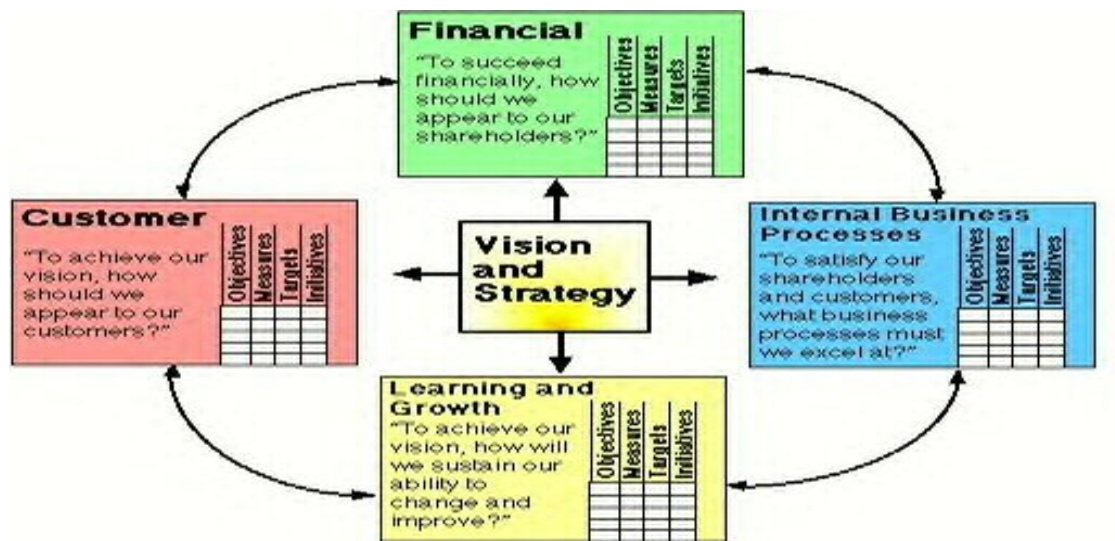 Financial
"To succeed
financially, how
should we
appear to our
shareholders?"
Objectives
Measures
Targets
Initiatives
Customer
"To achieve our
vision, how
should we
appear to our
customers?"
Objectives
Measures
Targets
Initiatives
Vision
and
Strategy
Internal Business
Processes
"To satisfy our
shareholders
and customers,
what business
processes must
we excel at?"
Objectives
Measures
Targets
Initiatives
Learning and
Growth
"To achieve our
vision, how will
we sustain our
ability to
change and
improve?"
Objectives
Measures
Targets
Initiatives